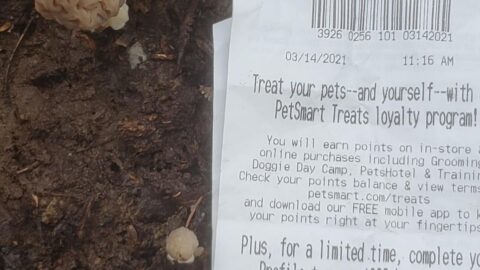 3926 0256 101 03142021
03/14/2021 11:16 AM
Treat your pets--and yourself--with
PetSmart Treats loyalty program!
You will earn points on in-store a
online purchases including Grooming
Doggie Day Camp, PetsHotel & Trainin
Check your points balance & view terms
petsmart.com/treats
and download our FREE mobile app to k
your points right at your fingertips
Plus, for a limited time, complete yo